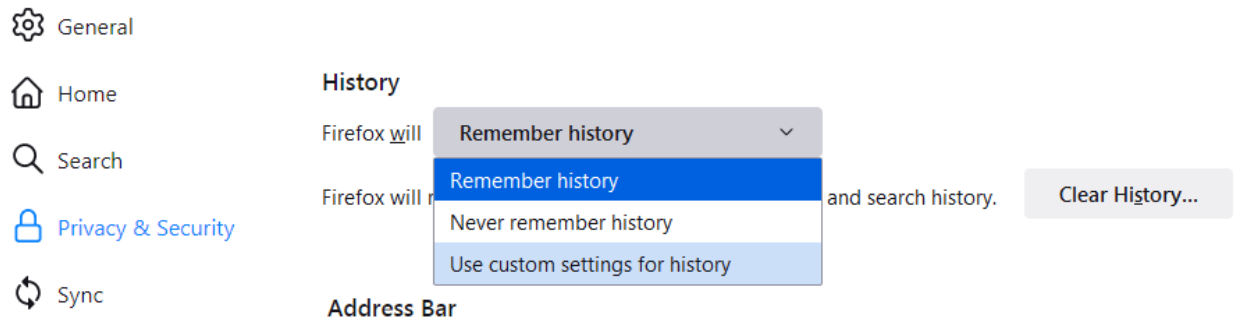 General
Home
Search
Privacy & Security
Sync
History
Firefox will Remember history
Remember history
Never remember history
Use custom settings for history
Firefox will and search history.
Clear History...
Address Bar